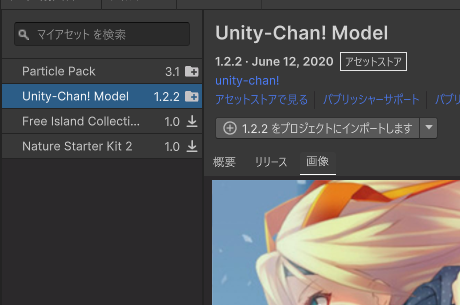 マイアセット を検索
Particle Pack 3.1
Unity-Chan! Model 1.2.2
Free Island Collecti... 1.0
Nature Starter Kit 2 1.0
Unity-Chan! Model
1.2.2 · June 12, 2020 アセットストア
unity-chan!
アセットストアで見る パブリッシャーサポート パブリ
1.2.2 をプロジェクトにインポートします
概要 リリース 画像